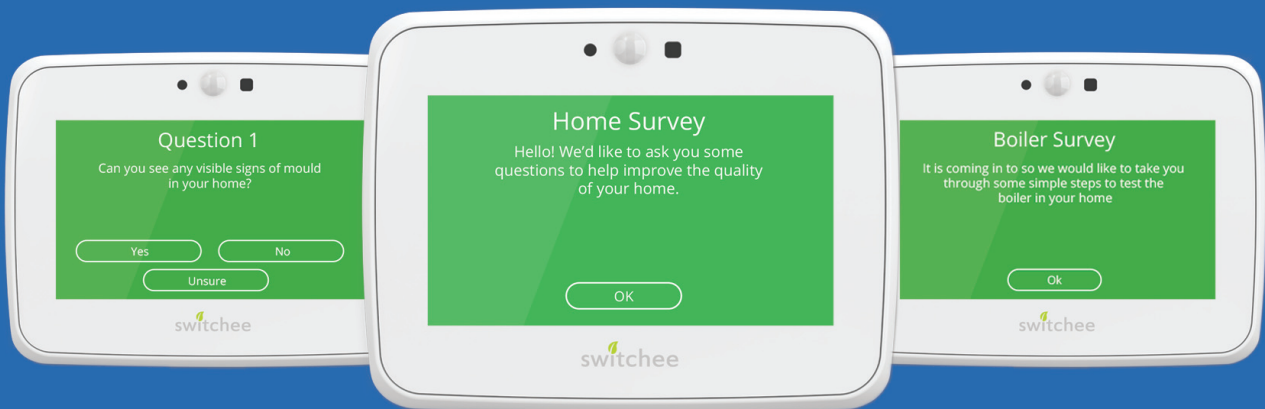 Question 1
Can you see any visible signs of mould
in your home?
Yes
No
Unsure
switchee
Home Survey
Hello! We'd like to ask you some
questions to help improve the quality
of your home.
OK
switchee
Boiler Survey
It is coming in to so we would like to take you
through some simple steps to test the
boiler in your home
Ok
switchee